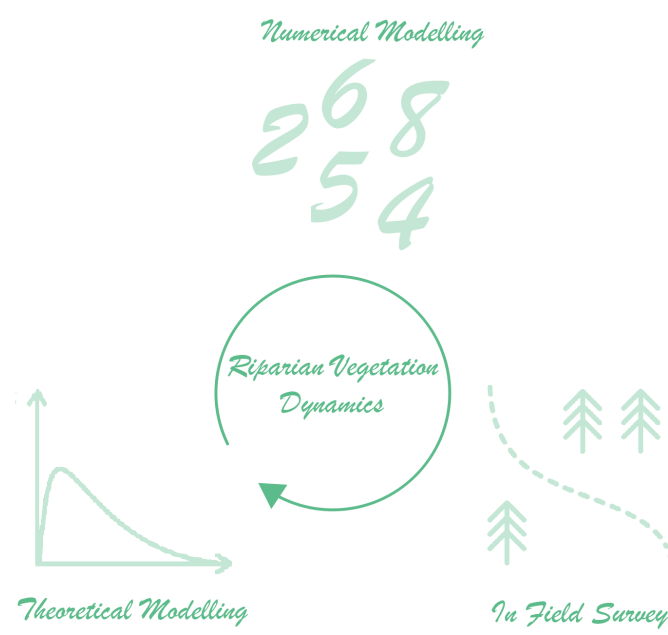 Numerical Modelling
2 6 8
5 4
Riparian Vegetation
Dynamics
Theoretical Modelling
In Field Survey